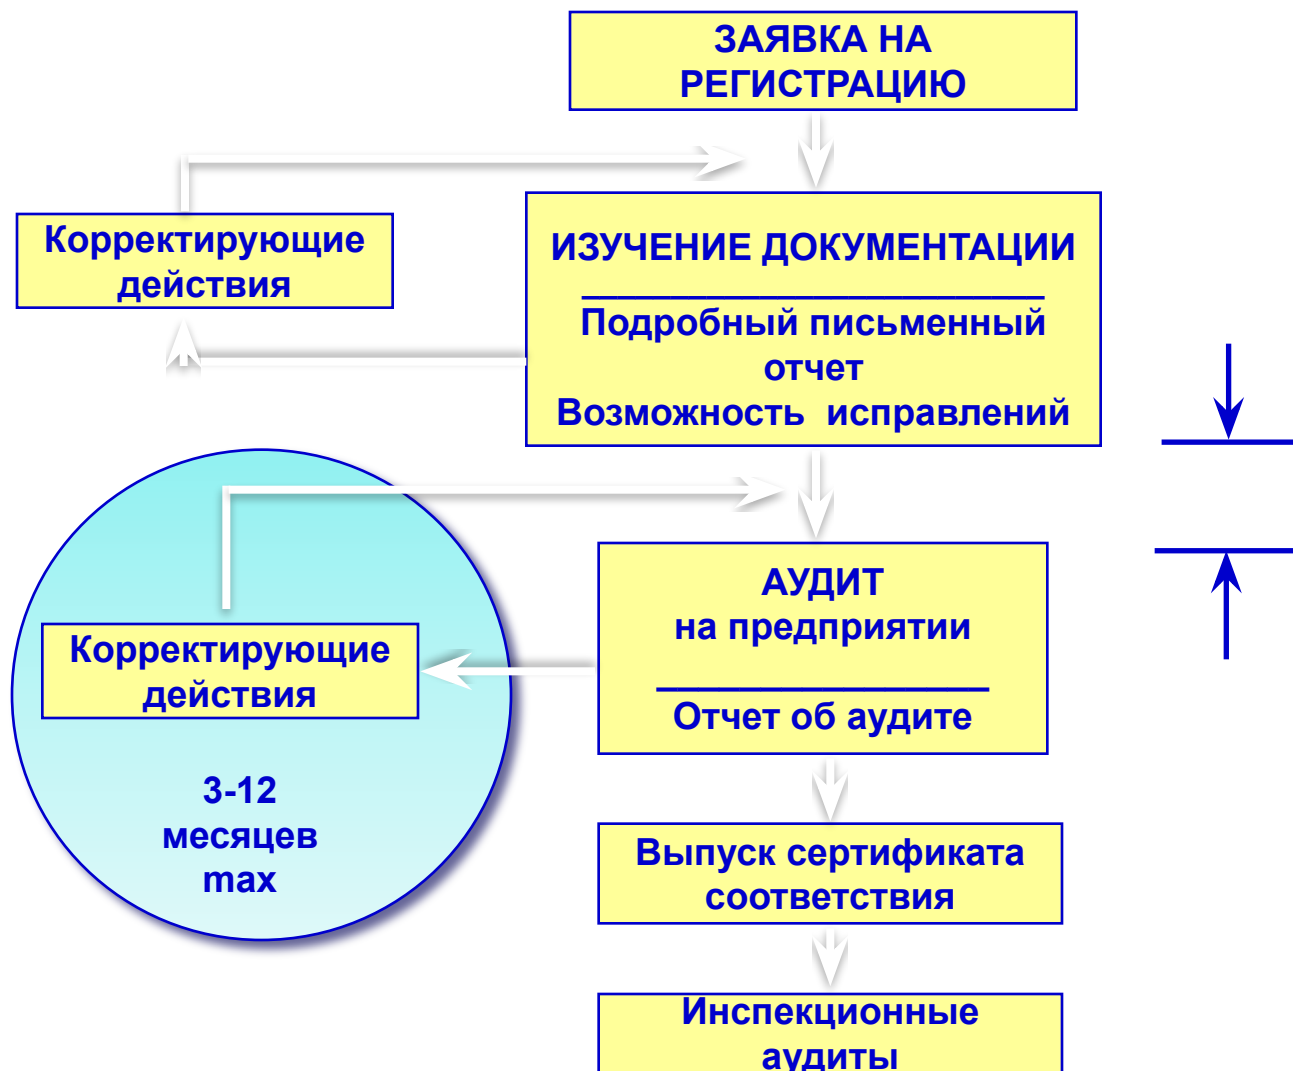 ЗАЯВКА НА
РЕГИСТРАЦИЮ
Корректирующие
действия
ИЗУЧЕНИЕ ДОКУМЕНТАЦИИ
Подробный письменный
отчет
Возможность исправлений
АУДИТ
на предприятии
Отчет об аудите
Корректирующие
действия
3-12
месяцев
max
Выпуск сертификата
соответствия
Инспекционные
аудиты